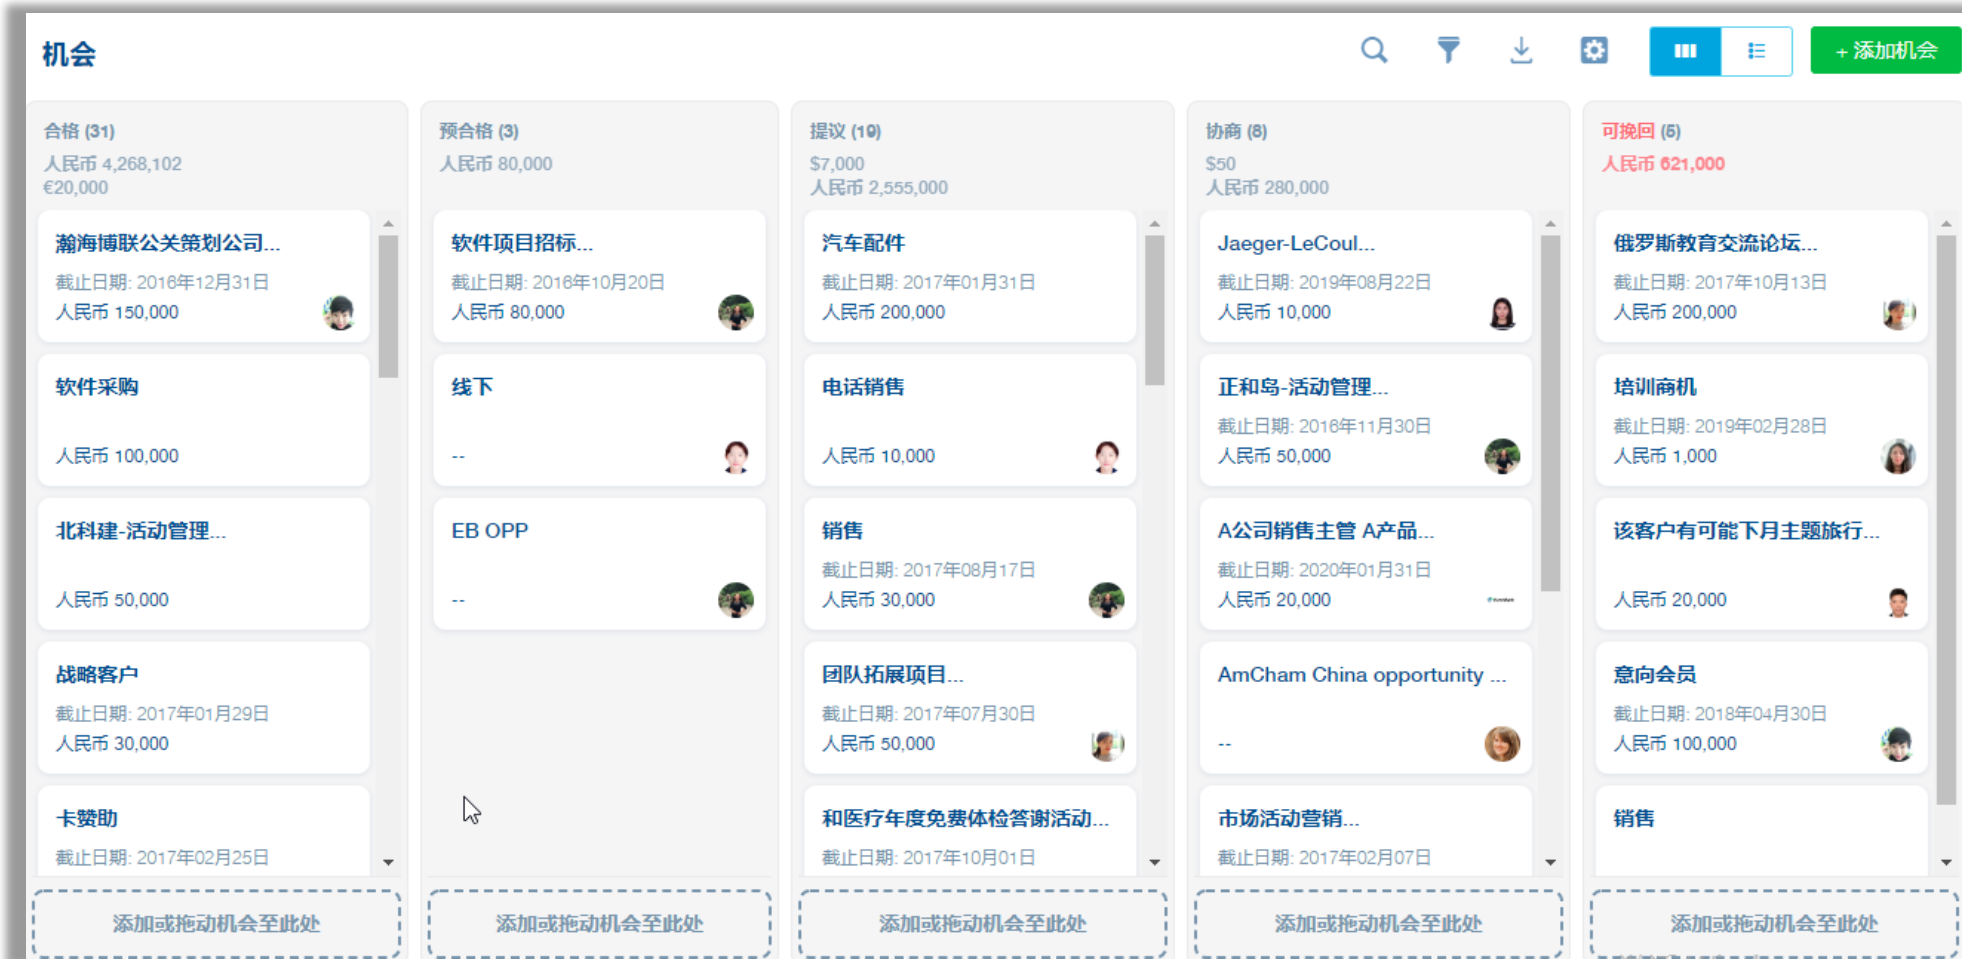 机会
+ 添加机会
合格 (31)
人民币 4,268,102
€20,000
瀚海博联公关策划公司...
截止日期: 2016年12月31日
人民币 150,000
软件采购
人民币 100,000
北科建-活动管理...
人民币 50,000
战略客户
截止日期: 2017年01月29日
人民币 30,000
卡赞助
截止日期: 2017年02月25日
添加或拖动机会至此处
预合格 (3)
人民币 80,000
软件项目招标...
截止日期: 2016年10月20日
人民币 80,000
线下
--
EB OPP
--
添加或拖动机会至此处
提议 (19)
$7,000
人民币 2,555,000
汽车配件
截止日期: 2017年01月31日
人民币 200,000
电话销售
人民币 10,000
销售
截止日期: 2017年08月17日
人民币 30,000
团队拓展项目...
截止日期: 2017年07月30日
人民币 50,000
和医疗年度免费体检答谢活动...
截止日期: 2017年10月01日
添加或拖动机会至此处
协商 (8)
$50
人民币 280,000
Jaeger-LeCoul...
截止日期: 2019年08月22日
人民币 10,000
正和岛-活动管理...
截止日期: 2016年11月30日
人民币 50,000
A公司销售主管 A产品...
截止日期: 2020年01月31日
人民币 20,000
AmCham China opportunity ...
--
市场活动营销...
截止日期: 2017年02月07日
添加或拖动机会至此处
可挽回 (5)
人民币 621,000
俄罗斯教育交流论坛...
截止日期: 2017年10月13日
人民币 200,000
培训商机
截止日期: 2019年02月28日
人民币 1,000
该客户有可能下月主题旅行...
人民币 20,000
意向会员
截止日期: 2018年04月30日
人民币 100,000
销售
添加或拖动机会至此处